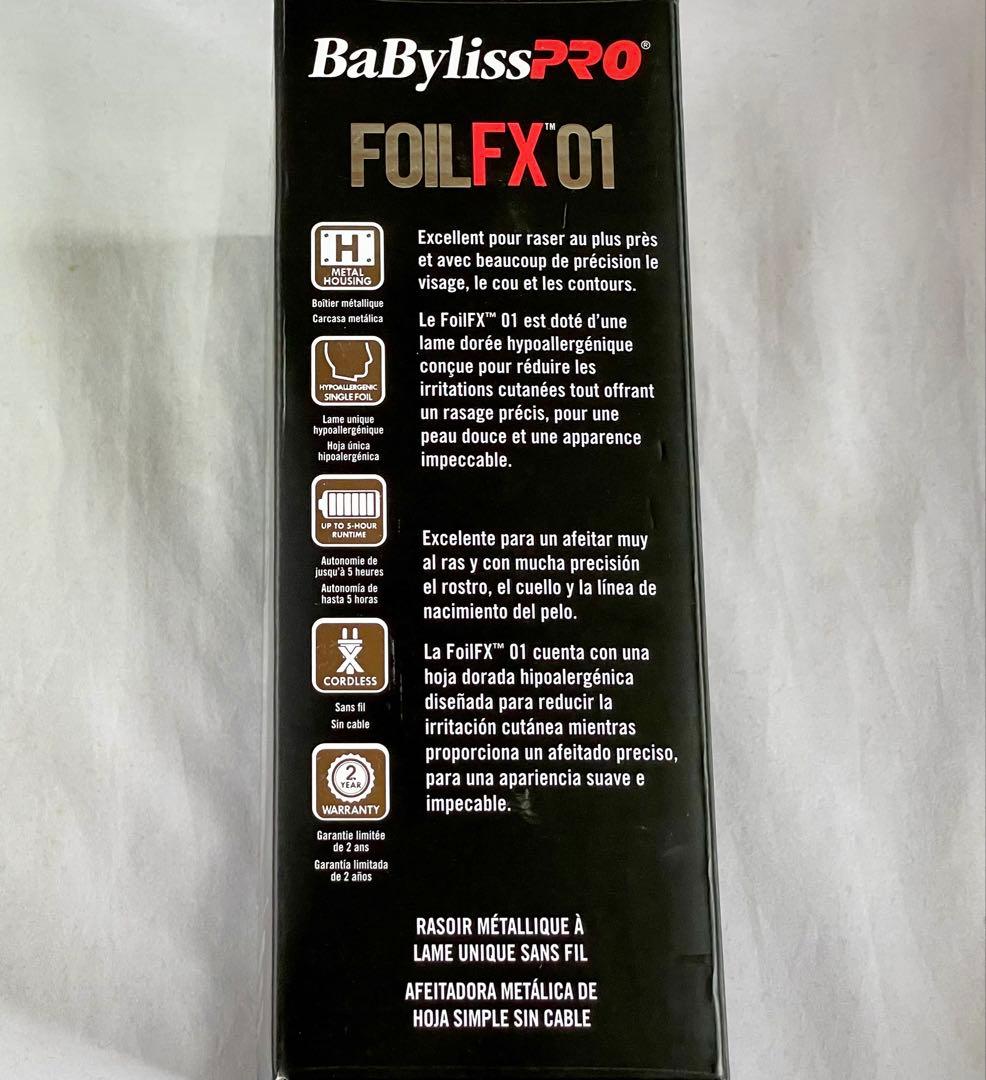 BaBylissPRO®
FOILFX™01
H
METAL
HOUSING
Boîtier métallique
Carcasa metálica
HYPOALLERGENIC
SINGLE FOIL
Lame unique
hypoallergénique
Hoja única
hipoalergénica
UP TO 5-HOUR
RUNTIME
Autonomie de
jusqu'à 5 heures
Autonomía de
hasta 5 horas
CORDLESS
Sans fil
Sin cable
2
YEAR
WARRANTY
Garantie limitée
de 2 ans
Garantía limitada
de 2 años
Excellent pour raser au plus près
et avec beaucoup de précision le
visage, le cou et les contours.
Le FoilFX™ 01 est doté d'une
lame dorée hypoallergénique
conçue pour réduire les
irritations cutanées tout offrant
un rasage précis, pour une
peau douce et une apparence
impeccable.
Excelente para un afeitar muy
al ras y con mucha precisión
el rostro, el cuello y la línea de
nacimiento del pelo.
La FoilFX™ 01 cuenta con una
hoja dorada hipoalergénica
diseñada para reducir la
irritación cutánea mientras
proporciona un afeitado preciso,
para una apariencia suave e
impecable.
RASOIR MÉTALLIQUE À
LAME UNIQUE SANS FIL
AFEITADORA METÁLICA DE
HOJA SIMPLE SIN CABLE